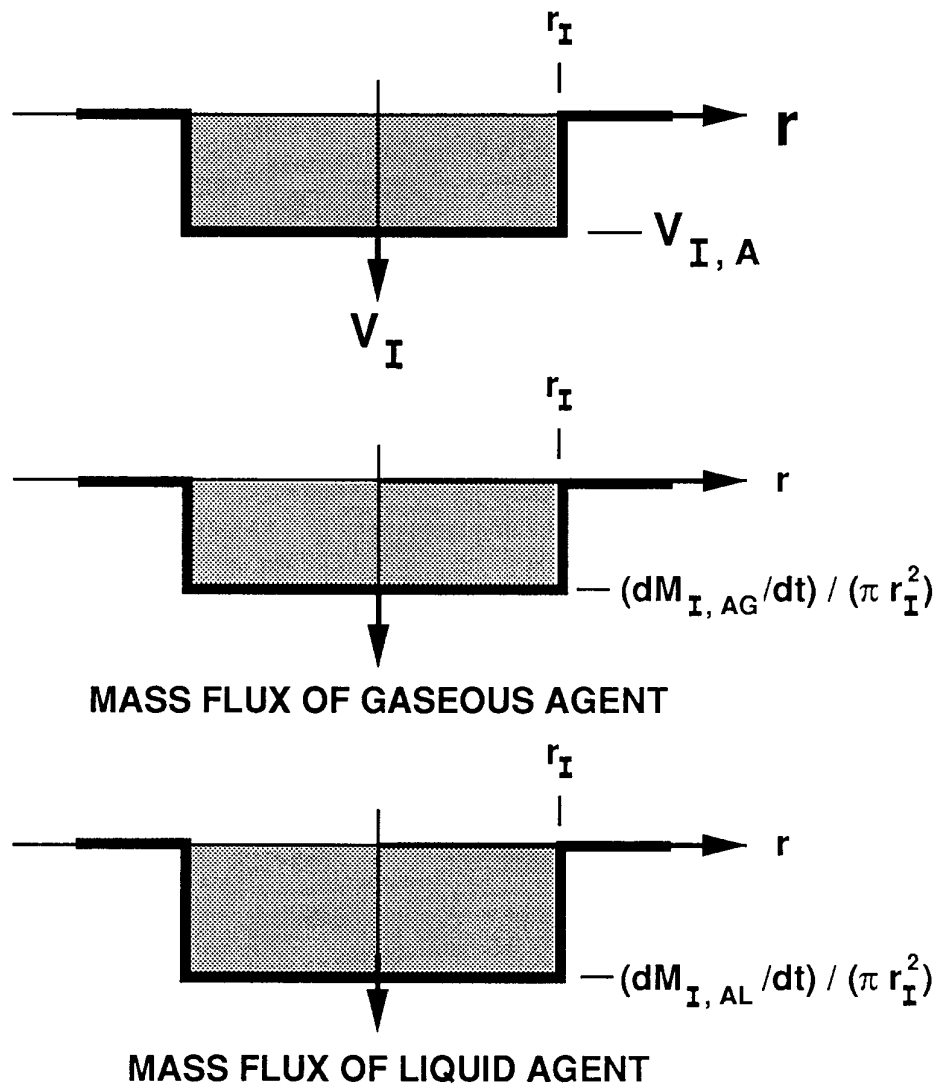 r_I
r
V_I, A
V_I
r_I
r
(dM_I, AG /dt) / (π r_I^2)
MASS FLUX OF GASEOUS AGENT
r_I
r
(dM_I, AL /dt) / (π r_I^2)
MASS FLUX OF LIQUID AGENT